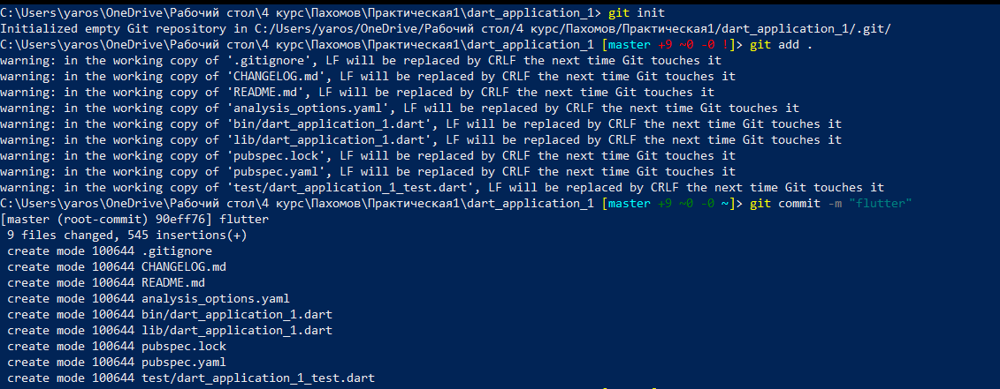 C:\Users\yaros\OneDrive\Рабочий стол\4 курс\Пахомов\Практическая1\dart_application_1> git init
Initialized empty Git repository in C:/Users/yaros/OneDrive/Рабочий стол/4 курс/Пахомов/Практическая1/dart_application_1/.git/
C:\Users\yaros\OneDrive\Рабочий стол\4 курс\Пахомов\Практическая1\dart_application_1 [master +9 ~0 -0 !]> git add .
warning: in the working copy of '.gitignore', LF will be replaced by CRLF the next time Git touches it
warning: in the working copy of 'CHANGELOG.md', LF will be replaced by CRLF the next time Git touches it
warning: in the working copy of 'README.md', LF will be replaced by CRLF the next time Git touches it
warning: in the working copy of 'analysis_options.yaml', LF will be replaced by CRLF the next time Git touches it
warning: in the working copy of 'bin/dart_application_1.dart', LF will be replaced by CRLF the next time Git touches it
warning: in the working copy of 'lib/dart_application_1.dart', LF will be replaced by CRLF the next time Git touches it
warning: in the working copy of 'pubspec.lock', LF will be replaced by CRLF the next time Git touches it
warning: in the working copy of 'pubspec.yaml', LF will be replaced by CRLF the next time Git touches it
warning: in the working copy of 'test/dart_application_1_test.dart', LF will be replaced by CRLF the next time Git touches it
C:\Users\yaros\OneDrive\Рабочий стол\4 курс\Пахомов\Практическая1\dart_application_1 [master +9 ~0 -0 ~]> git commit -m "flutter"
[master (root-commit) 90eff76] flutter
 9 files changed, 545 insertions(+)
 create mode 100644 .gitignore
 create mode 100644 CHANGELOG.md
 create mode 100644 README.md
 create mode 100644 analysis_options.yaml
 create mode 100644 bin/dart_application_1.dart
 create mode 100644 lib/dart_application_1.dart
 create mode 100644 pubspec.lock
 create mode 100644 pubspec.yaml
 create mode 100644 test/dart_application_1_test.dart